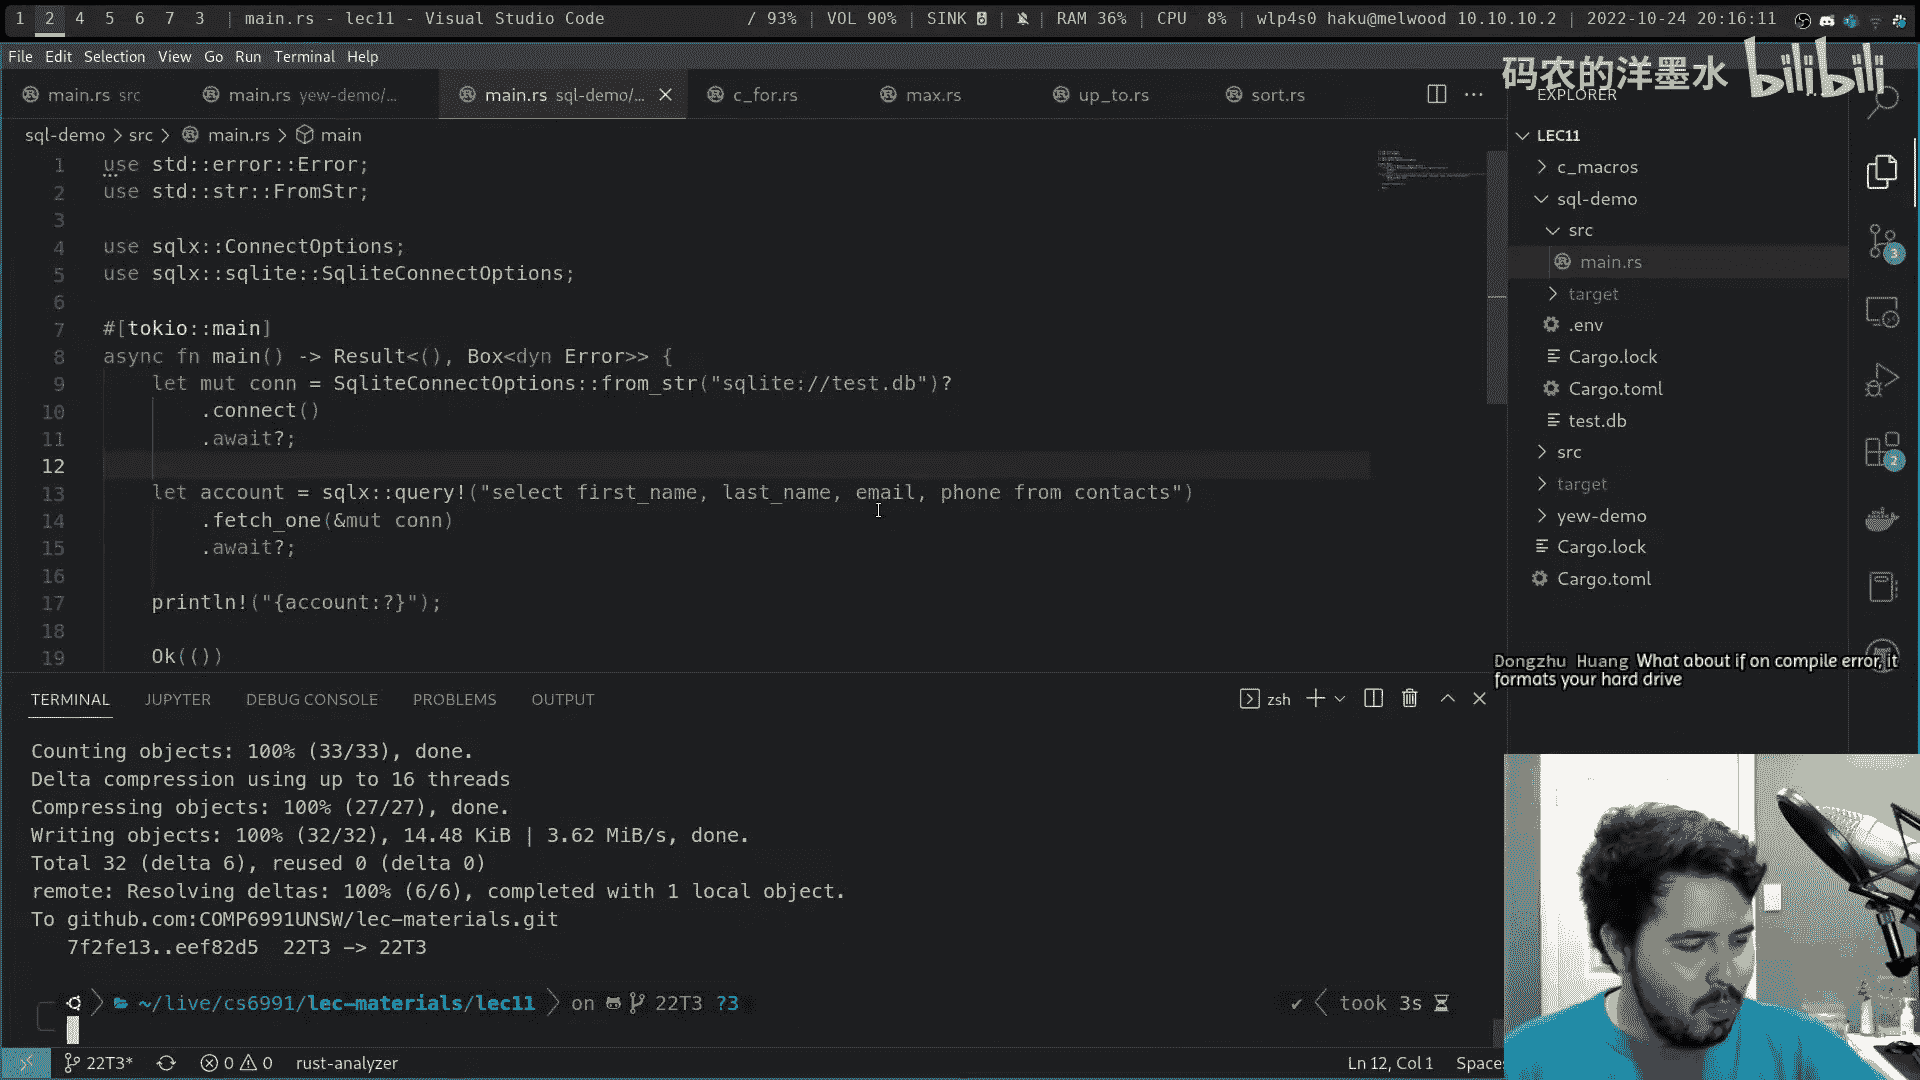 1 2 4 5 6 7 3 | main.rs - lec11 - Visual Studio Code
/ 93% | VOL 90% | SINK | | RAM 36% | CPU 8% | wlp4s0 haku@melwood 10.10.10.2 | 2022-10-24 20:16:11
File Edit Selection View Go Run Terminal Help
码农的洋墨水 bilibili
main.rs src
main.rs yew-demo/...
main.rs sql-demo/...
c_for.rs
max.rs
up_to.rs
sort.rs
EXPLORER
sql-demo > src > main.rs > main
1 use std::error::Error;
2 use std::str::FromStr;
3
4 use sqlx::ConnectOptions;
5 use sqlx::sqlite::SqliteConnectOptions;
6
7 #[tokio::main]
8 async fn main() -> Result<(), Box<dyn Error>> {
9 let mut conn = SqliteConnectOptions::from_str("sqlite://test.db")?
10 .connect()
11 .await?;
12
13 let account = sqlx::query!("select first_name, last_name, email, phone from contacts")
14 .fetch_one(&mut conn)
15 .await?;
16
17 println!("{account:?}");
18
19 Ok(())
LEC11
c_macros
sql-demo
src
main.rs
target
.env
Cargo.lock
Cargo.toml
test.db
src
target
yew-demo
Cargo.lock
Cargo.toml
3
2
Dongzhu Huang What about if on compile error, it
formats your hard drive
TERMINAL JUPYTER DEBUG CONSOLE PROBLEMS OUTPUT
zsh
Counting objects: 100% (33/33), done.
Delta compression using up to 16 threads
Compressing objects: 100% (27/27), done.
Writing objects: 100% (32/32), 14.48 KiB | 3.62 MiB/s, done.
Total 32 (delta 6), reused 0 (delta 0)
remote: Resolving deltas: 100% (6/6), completed with 1 local object.
To github.com:COMP6991UNSW/lec-materials.git
7f2fe13..eef82d5 22T3 -> 22T3
~/live/cs6991/lec-materials/lec11 on 22T3 ?3
✔ took 3s
22T3* 0 0 rust-analyzer
Ln 12, Col 1 Spaces